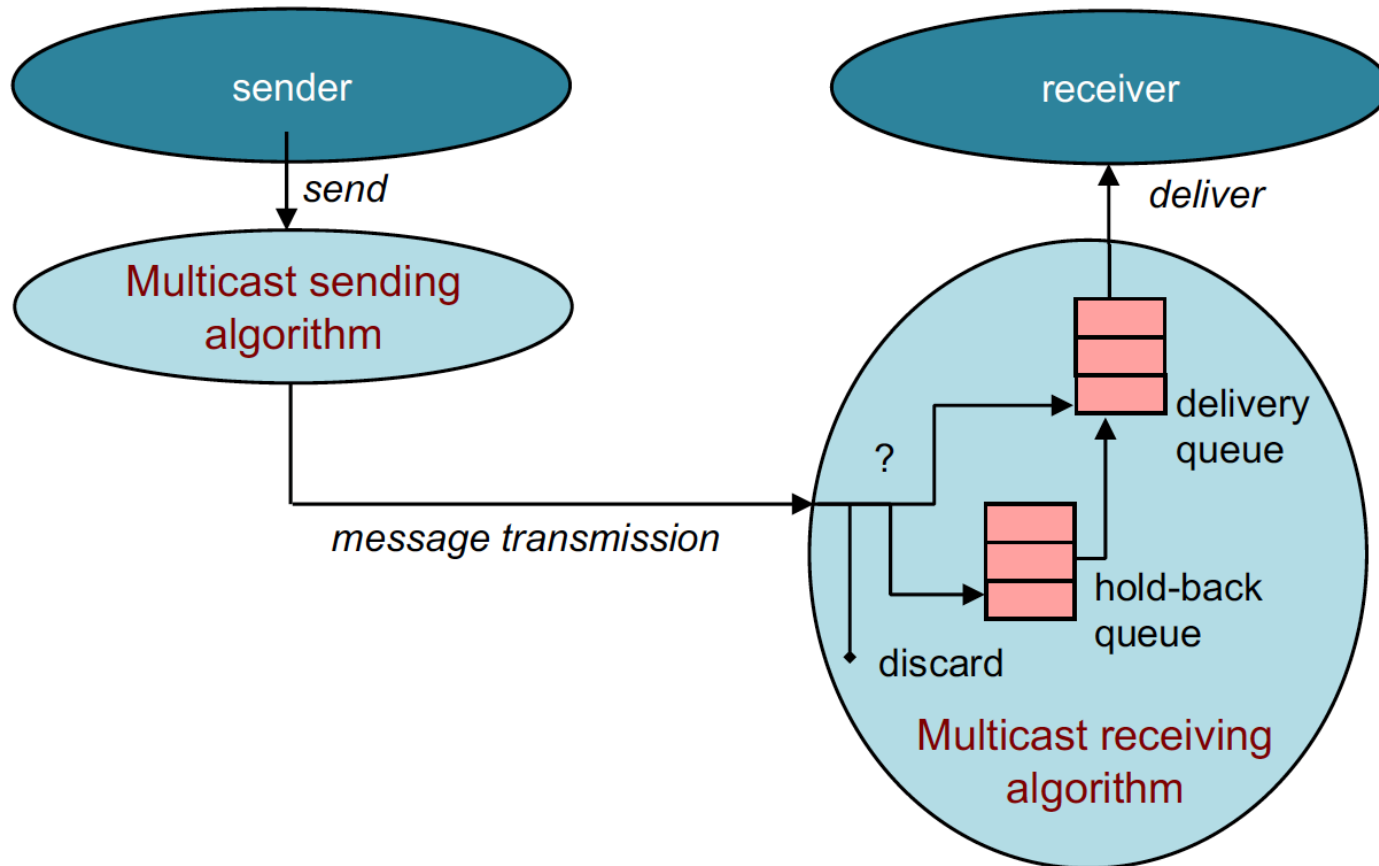 sender
receiver
send
deliver
Multicast sending
algorithm
delivery
queue
?
message transmission
hold-back
queue
discard
Multicast receiving
algorithm